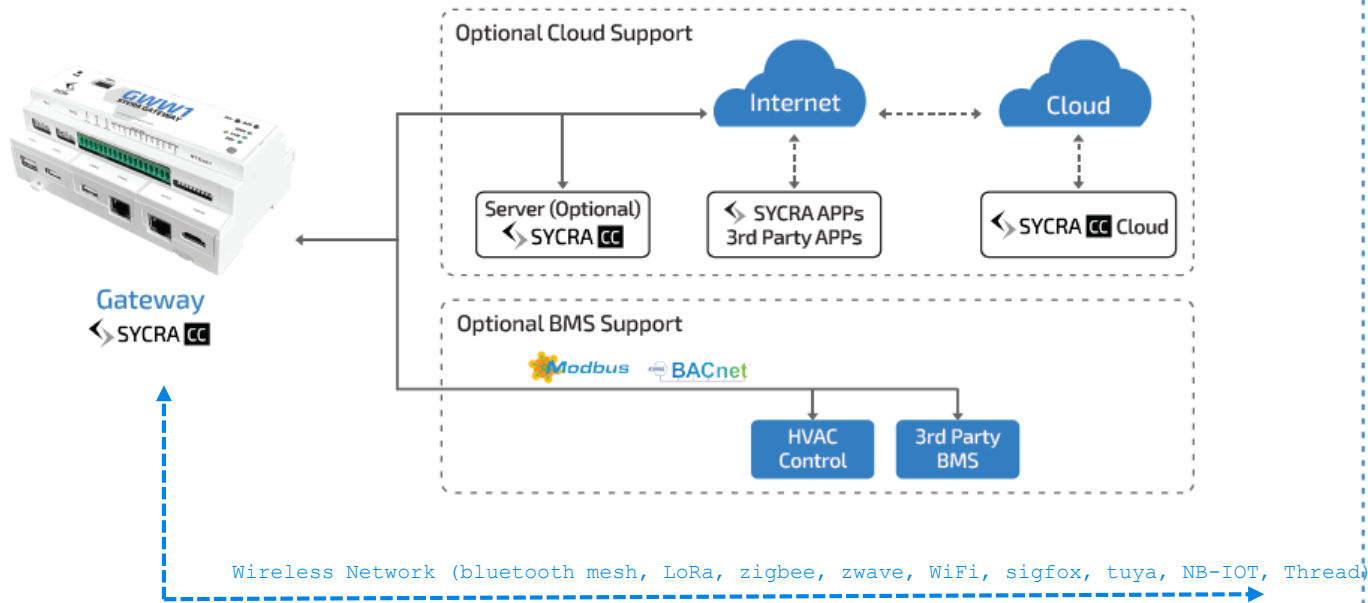 Optional Cloud Support
Internet
Cloud
GWW1
SYCRA GATEWAY
Server (Optional)
SYCRA CC
SYCRA APPs
3rd Party APPs
SYCRA CC Cloud
Gateway
SYCRA CC
Optional BMS Support
Modbus
BACnet
HVAC
Control
3rd Party
BMS
Wireless Network (bluetooth mesh, LoRa, zigbee, zwave, WiFi, sigfox, tuya, NB-IOT, Thread)